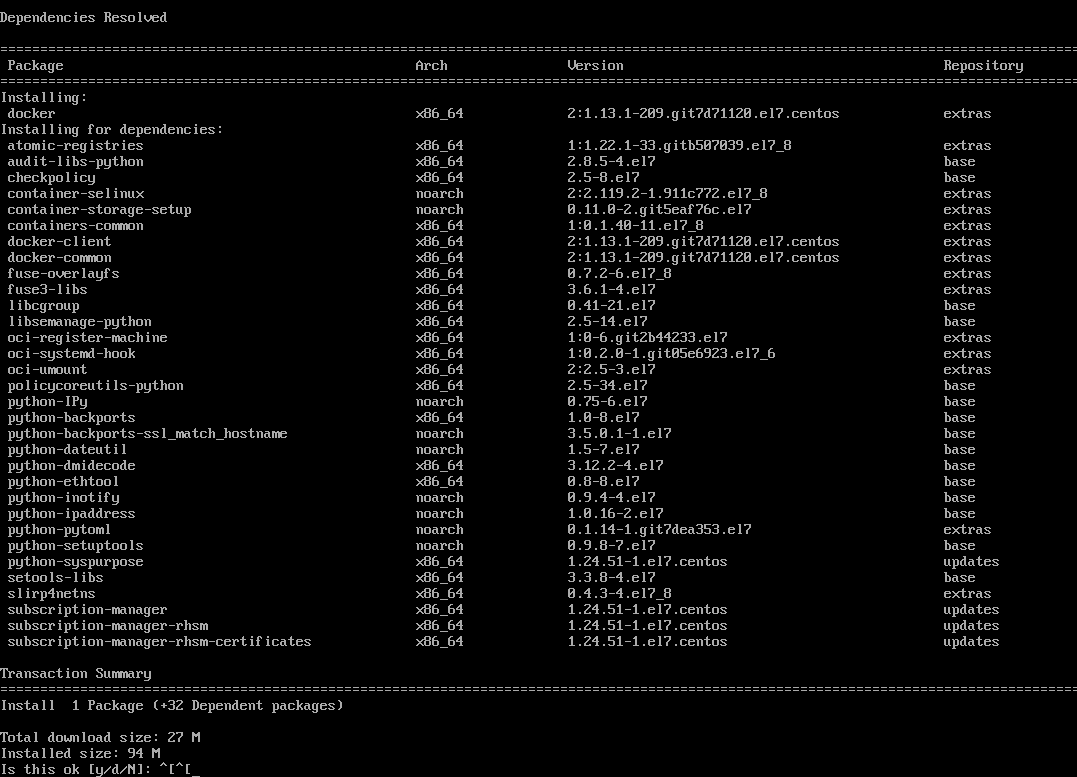 Dependencies Resolved
================================================================================
Package Arch Version Repository
================================================================================
Installing:
docker x86_64 2:1.13.1-209.git7d71120.el7.centos extras
Installing for dependencies:
atomic-registries x86_64 1:1.22.1-33.gitb507039.el7_8 extras
audit-libs-python x86_64 2.8.5-4.el7 base
checkpolicy x86_64 2.5-8.el7 base
container-selinux noarch 2:2.119.2-1.911c772.el7_8 extras
container-storage-setup noarch 0.11.0-2.git5eaf76c.el7 extras
containers-common x86_64 1:0.1.40-11.el7_8 extras
docker-client x86_64 2:1.13.1-209.git7d71120.el7.centos extras
docker-common x86_64 2:1.13.1-209.git7d71120.el7.centos extras
fuse-overlayfs x86_64 0.7.2-6.el7_8 extras
fuse3-libs x86_64 3.6.1-4.el7 extras
libcgroup x86_64 0.41-21.el7 base
libsemanage-python x86_64 2.5-14.el7 base
oci-register-machine x86_64 1:0-6.git2b44233.el7 extras
oci-systemd-hook x86_64 1:0.2.0-1.git05e6923.el7_6 extras
oci-umount x86_64 2:2.5-3.el7 extras
policycoreutils-python x86_64 2.5-34.el7 base
python-IPy noarch 0.75-6.el7 base
python-backports x86_64 1.0-8.el7 base
python-backports-ssl_match_hostname noarch 3.5.0.1-1.el7 base
python-dateutil noarch 1.5-7.el7 base
python-dmidecode x86_64 3.12.2-4.el7 base
python-ethtool x86_64 0.8-8.el7 base
python-inotify noarch 0.9.4-4.el7 base
python-ipaddress noarch 1.0.16-2.el7 base
python-pytoml noarch 0.1.14-1.git7dea353.el7 extras
python-setuptools noarch 0.9.8-7.el7 base
python-syspurpose x86_64 1.24.51-1.el7.centos updates
setools-libs x86_64 3.3.8-4.el7 base
slirp4netns x86_64 0.4.3-4.el7_8 extras
subscription-manager x86_64 1.24.51-1.el7.centos updates
subscription-manager-rhsm x86_64 1.24.51-1.el7.centos updates
subscription-manager-rhsm-certificates x86_64 1.24.51-1.el7.centos updates
Transaction Summary
================================================================================
Install 1 Package (+32 Dependent packages)
Total download size: 27 M
Installed size: 94 M
Is this ok [y/d/N]: ^[^[_